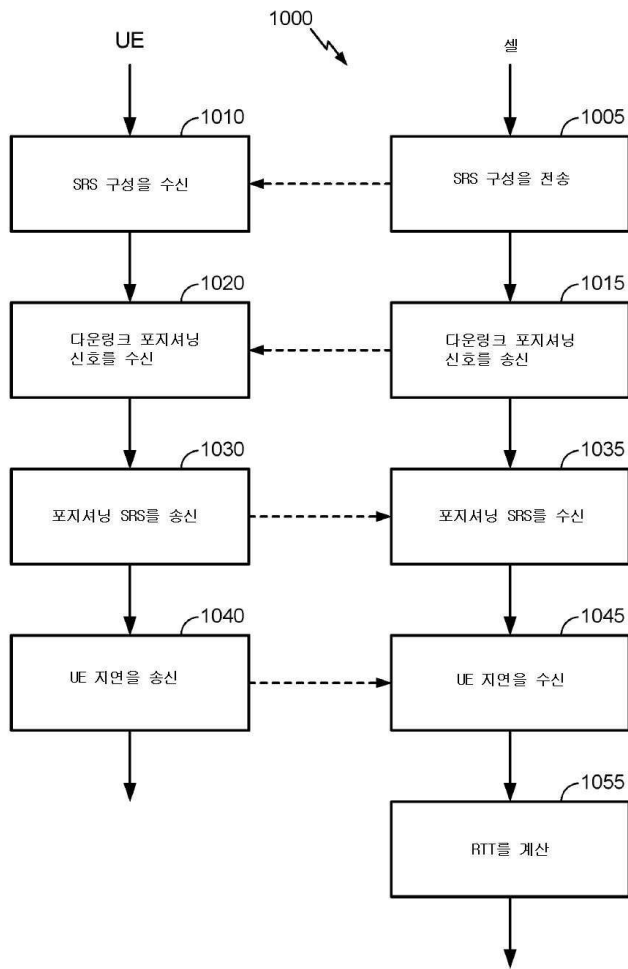 1000
UE
셀
1010
1005
SRS 구성을 수신
SRS 구성을 전송
1020
1015
다운링크 포지셔닝
신호를 수신
다운링크 포지셔닝
신호를 송신
1030
1035
포지셔닝 SRS를 송신
포지셔닝 SRS를 수신
1040
1045
UE 지연을 송신
UE 지연을 수신
1055
RTT를 계산